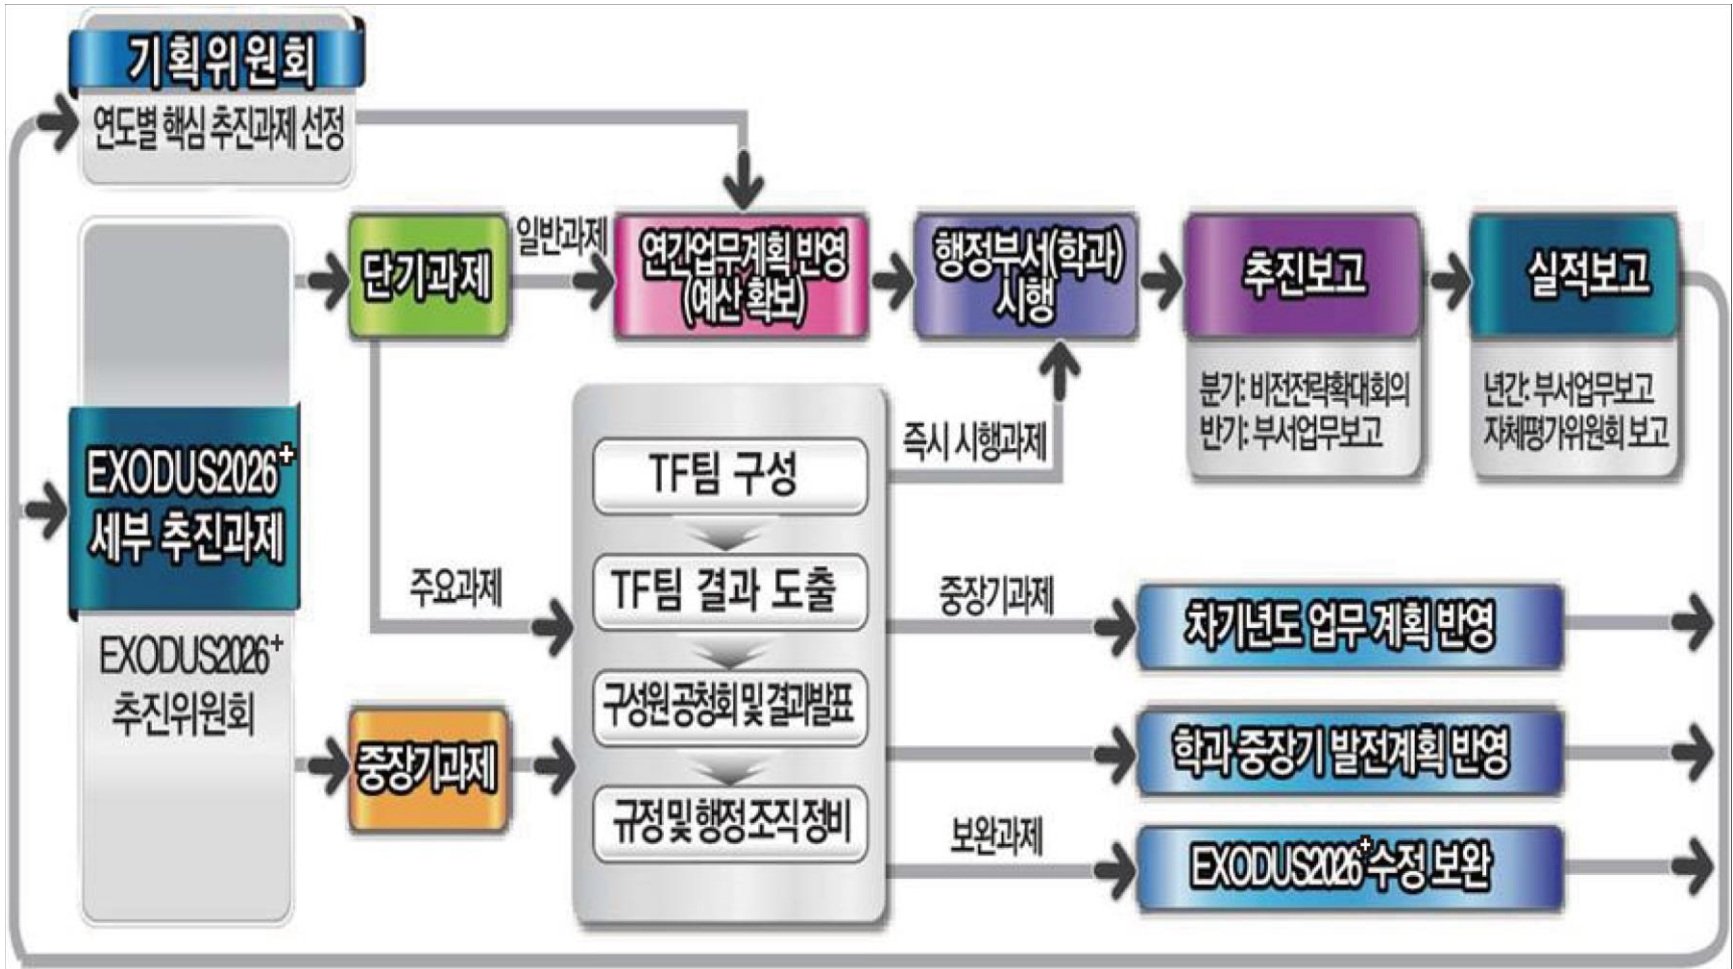 기획위원회
연도별 핵심 추진과제 선정
단기과제
일반과제
연간업무계획 반영
(예산 확보)
행정부서(학과)
시행
추진보고
분기: 비전전략확대회의
반기: 부서업무보고
실적보고
년간: 부서업무보고
자체평가위원회 보고
EXODUS2026+
세부 추진과제
EXODUS2026+
추진위원회
주요과제
중장기과제
TF팀 구성
TF팀 결과 도출
구성원 공청회 및 결과발표
규정 및 행정 조직 정비
즉시 시행과제
중장기과제
차기년도 업무 계획 반영
학과 중장기 발전계획 반영
보완과제
EXODUS2026+수정 보완